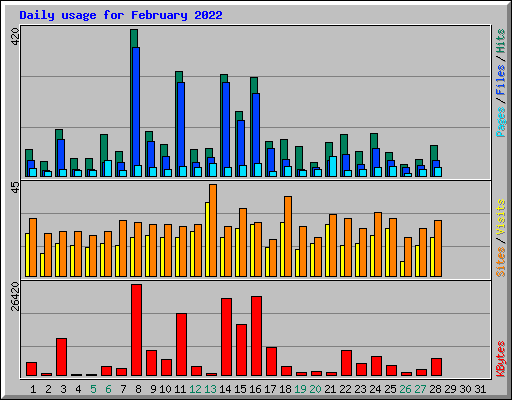 Daily usage for February 2022
420
Pages / Files / Hits
45
Sites / Visits
26420
KBytes
1 2 3 4 5 6 7 8 9 10 11 12 13 14 15 16 17 18 19 20 21 22 23 24 25 26 27 28 29 30 31